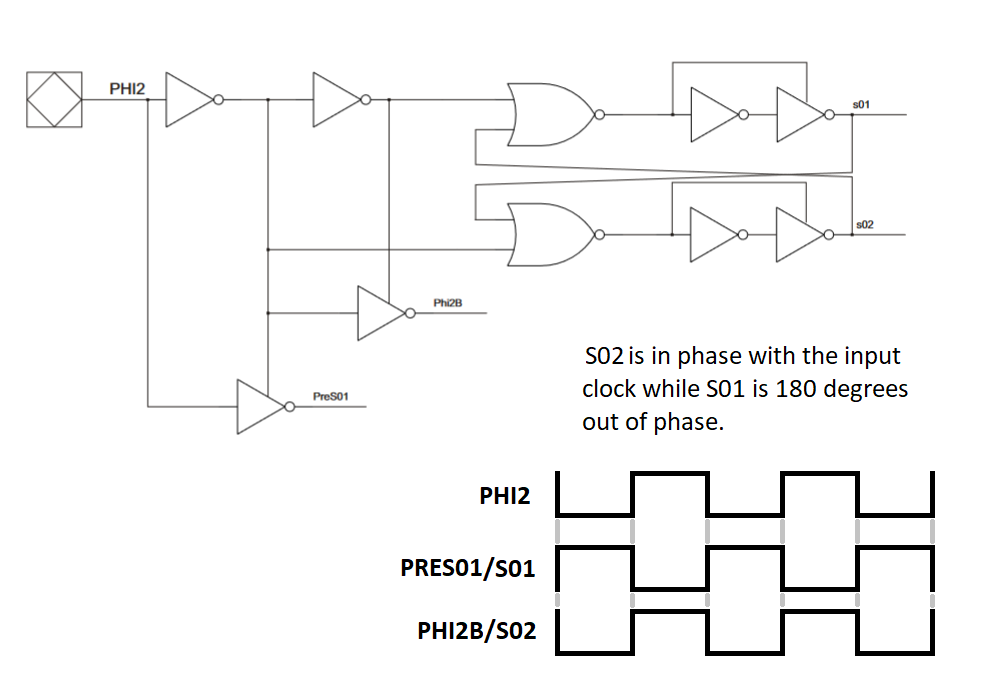 PHI2
s01
s02
Phi2B
PreS01
S02 is in phase with the input
clock while S01 is 180 degrees
out of phase.
PHI2
PRES01/S01
PHI2B/S02